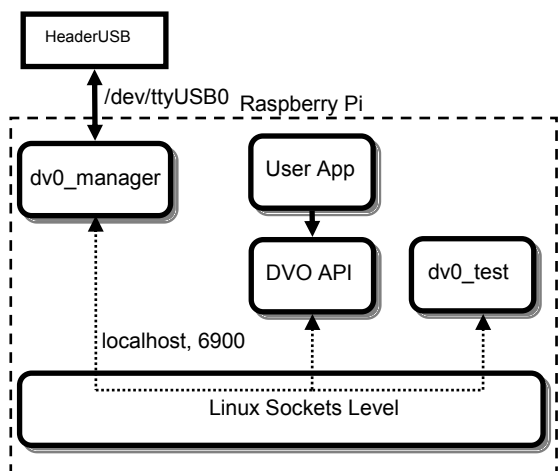 HeaderUSB
/dev/ttyUSB0
Raspberry Pi
dv0_manager
User App
DVO API
dv0_test
localhost, 6900
Linux Sockets Level